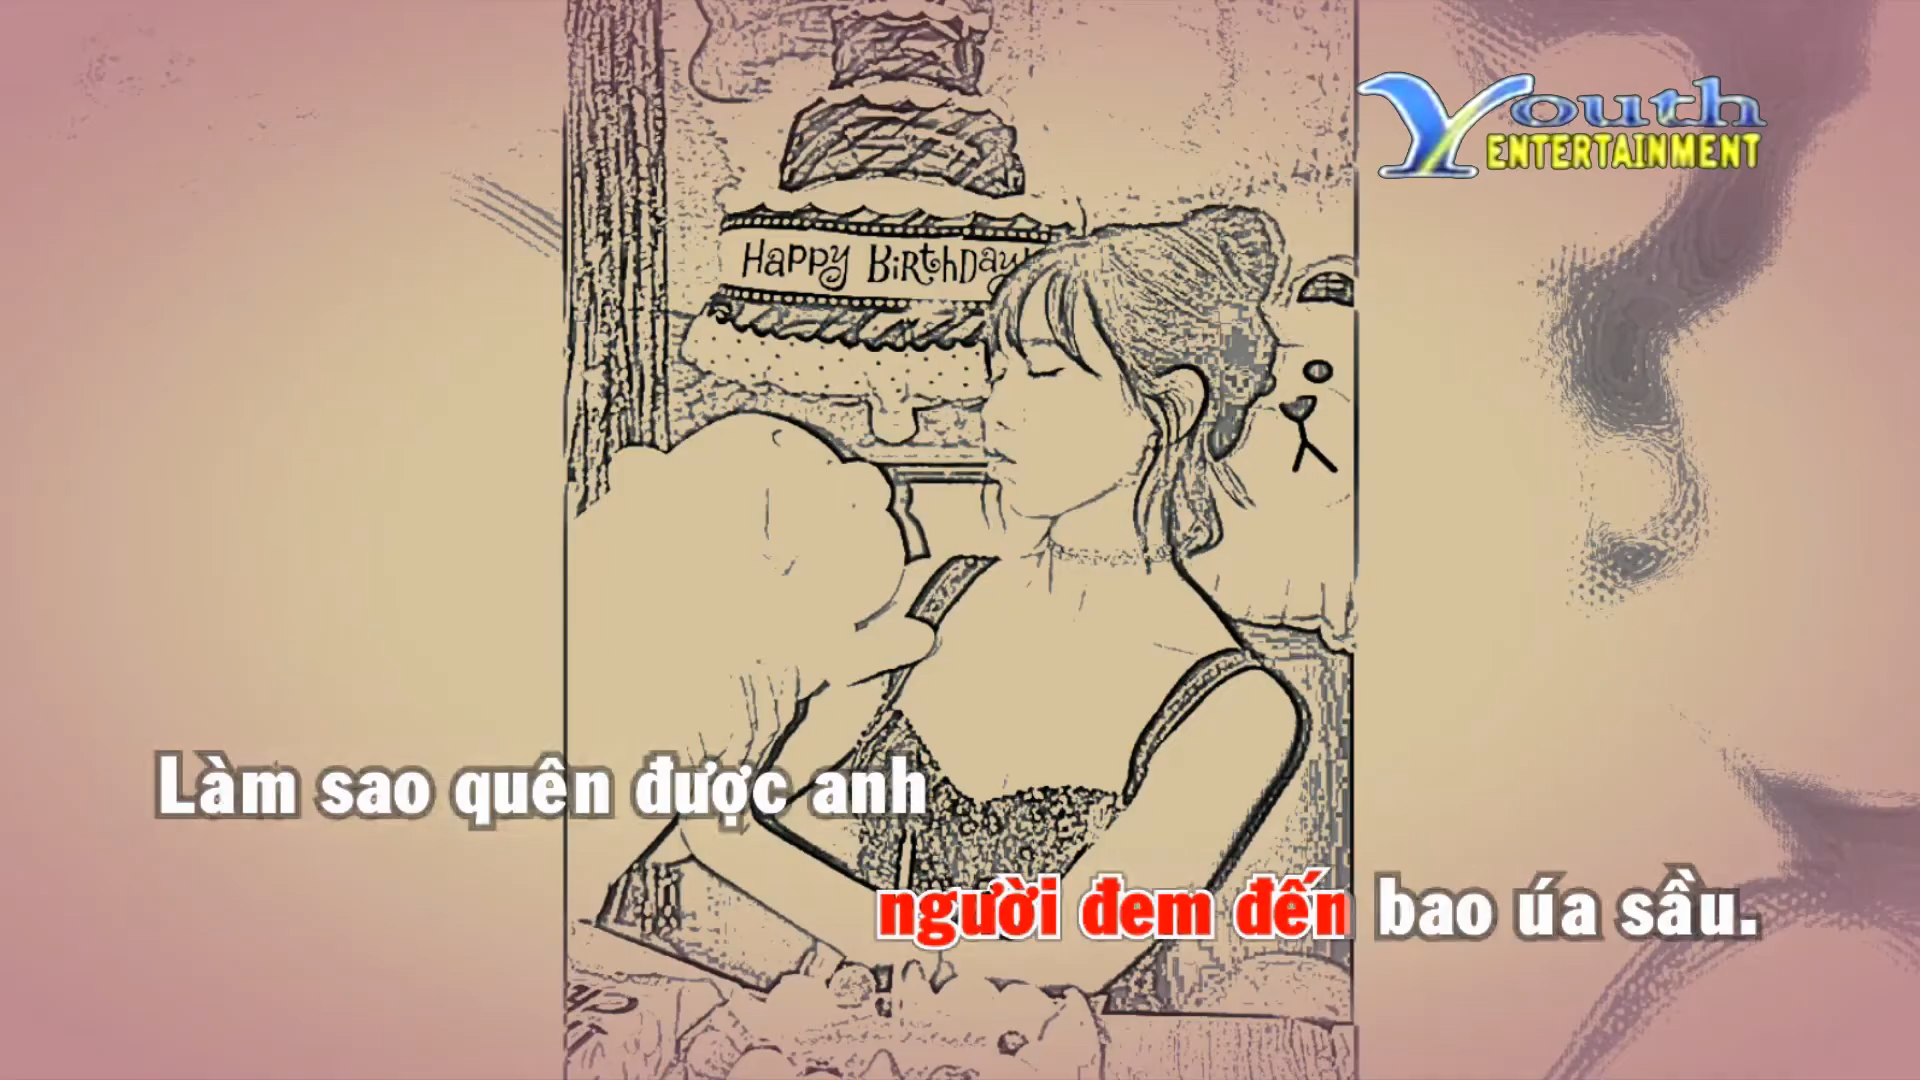 Youth
ENTERTAINMENT
Happy BirthDay!
Làm sao quên được anh
người đem đến bao úa sầu.